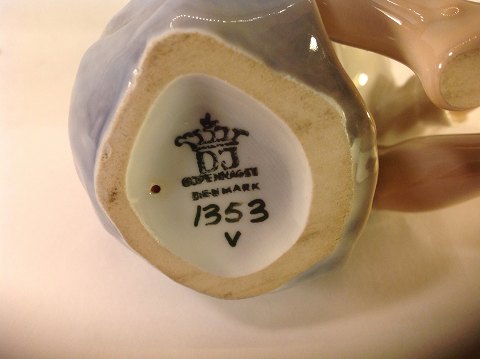 DJ
COPENHAGEN
DENMARK
1353
V